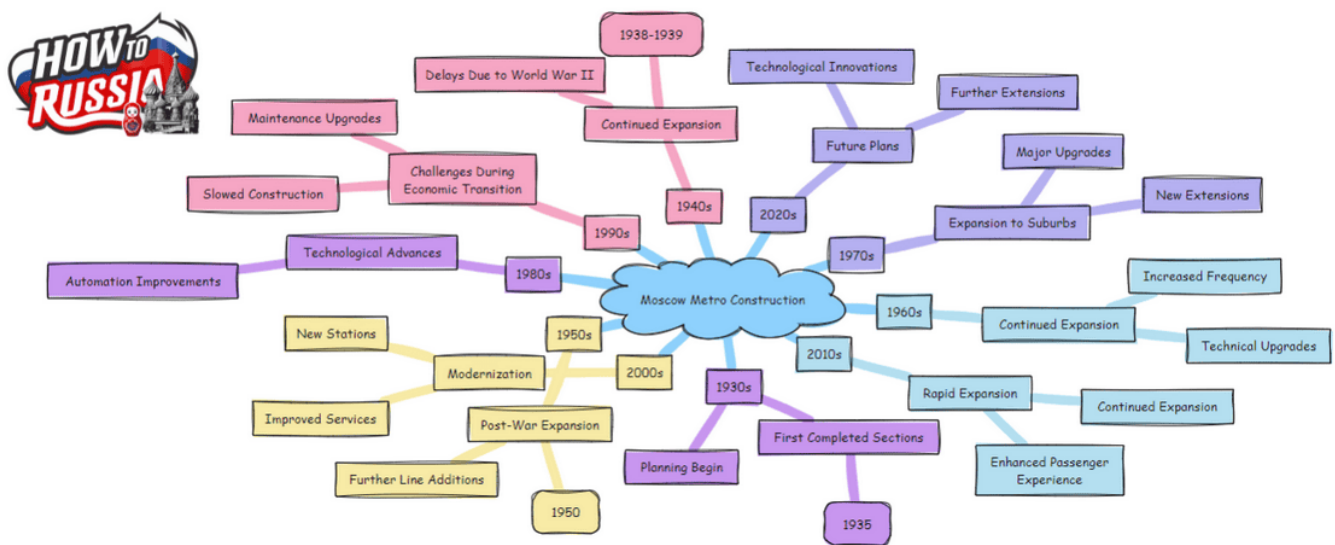 HOW TO
RUSSIA
1938-1939
Delays Due to World War II
Continued Expansion
1940s
Maintenance Upgrades
Challenges During
Economic Transition
Slowed Construction
1990s
Technological Advances
Automation Improvements
1980s
Technological Innovations
Further Extensions
Future Plans
2020s
Major Upgrades
New Extensions
Expansion to Suburbs
1970s
Moscow Metro Construction
Increased Frequency
1960s
Continued Expansion
Technical Upgrades
2010s
Rapid Expansion
Continued Expansion
Enhanced Passenger
Experience
1950s
New Stations
Modernization
2000s
Improved Services
Post-War Expansion
Further Line Additions
1950
1930s
First Completed Sections
Planning Begin
1935